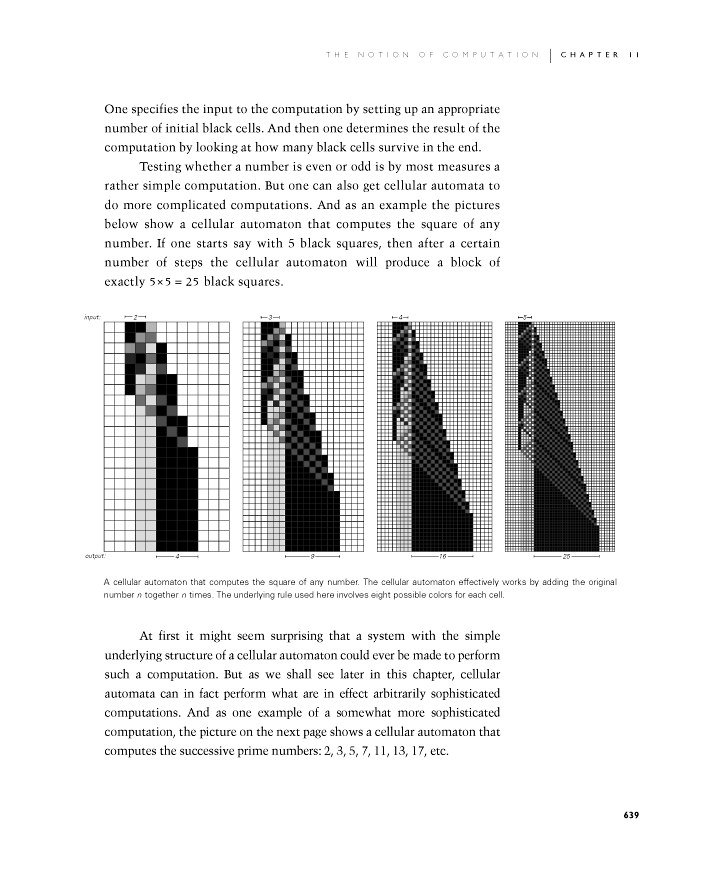 THE NOTION OF COMPUTATION | CHAPTER 11
One specifies the input to the computation by setting up an appropriate
number of initial black cells. And then one determines the result of the
computation by looking at how many black cells survive in the end.
Testing whether a number is even or odd is by most measures a
rather simple computation. But one can also get cellular automata to
do more complicated computations. And as an example the pictures
below show a cellular automaton that computes the square of any
number. If one starts say with 5 black squares, then after a certain
number of steps the cellular automaton will produce a block of
exactly 5×5 = 25 black squares.
input: 2 3 4 5
output: 4 9 16 25
A cellular automaton that computes the square of any number. The cellular automaton effectively works by adding the original
number n together n times. The underlying rule used here involves eight possible colors for each cell.
At first it might seem surprising that a system with the simple
underlying structure of a cellular automaton could ever be made to perform
such a computation. But as we shall see later in this chapter, cellular
automata can in fact perform what are in effect arbitrarily sophisticated
computations. And as one example of a somewhat more sophisticated
computation, the picture on the next page shows a cellular automaton that
computes the successive prime numbers: 2, 3, 5, 7, 11, 13, 17, etc.
639